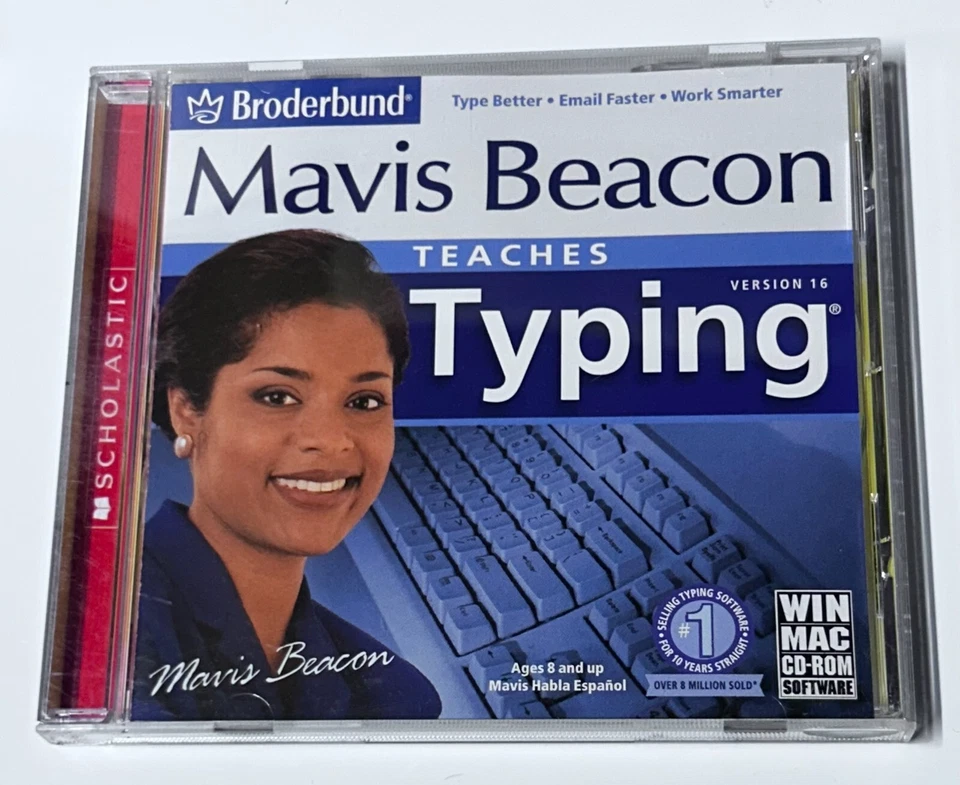 Broderbund®
Type Better • Email Faster • Work Smarter
Mavis Beacon
TEACHES
VERSION 16
Typing®
SCHOLASTIC
Mavis Beacon
Ages 8 and up
Mavis Habla Español
SELLING TYPING SOFTWARE
#1
FOR 10 YEARS STRAIGHT
OVER 8 MILLION SOLD*
WIN
MAC
CD-ROM
SOFTWARE